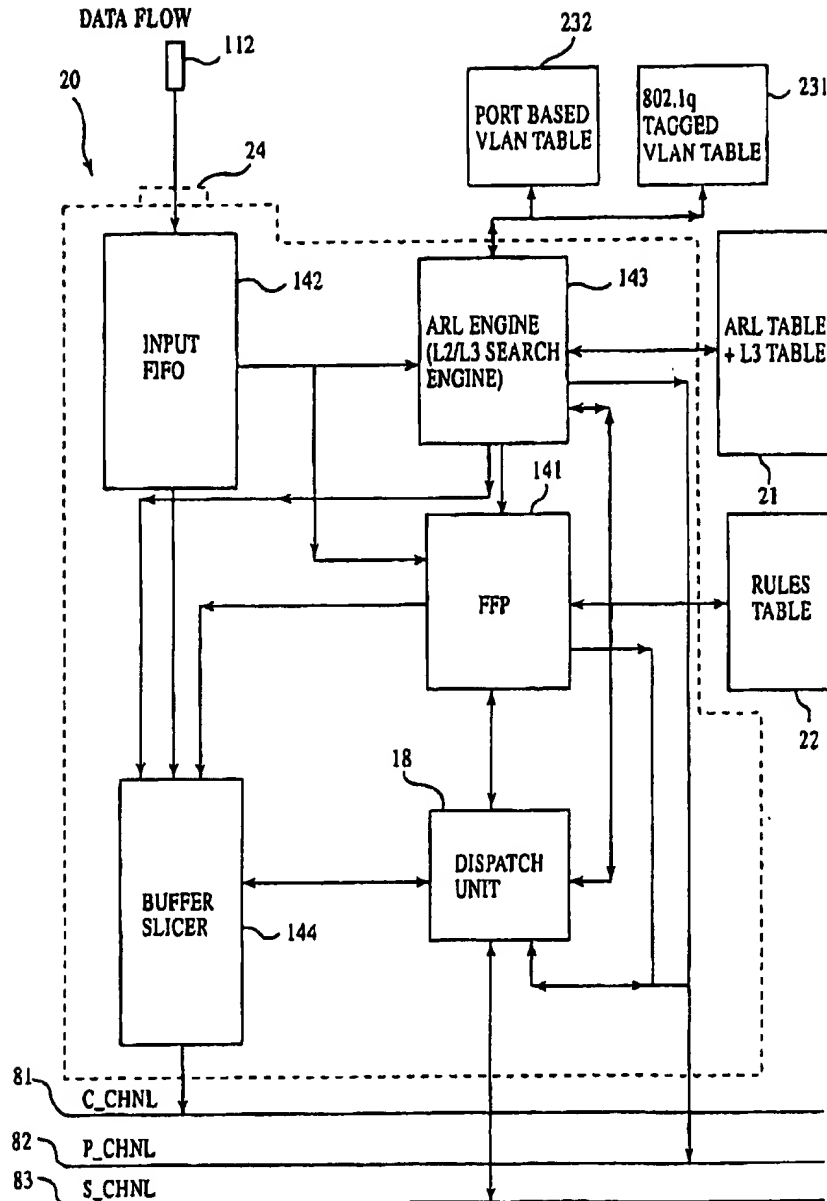 DATA FLOW
112
20
24
232
PORT BASED
VLAN TABLE
231
802.1q
TAGGED
VLAN TABLE
142
INPUT
FIFO
143
ARL ENGINE
(L2/L3 SEARCH
ENGINE)
ARL TABLE
+ L3 TABLE
21
141
FFP
RULES
TABLE
22
18
DISPATCH
UNIT
BUFFER
SLICER
144
81
C_CHNL
82
P_CHNL
83
S_CHNL